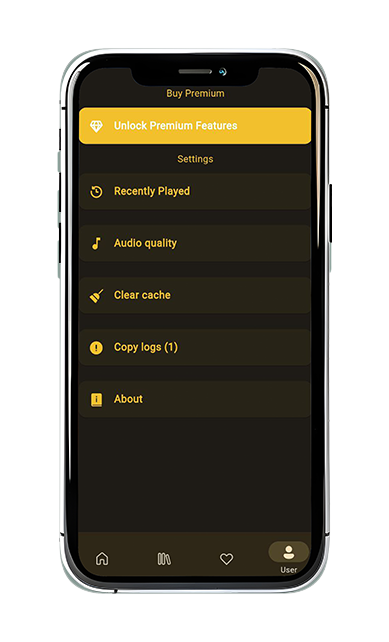 Buy Premium
Unlock Premium Features
Settings
Recently Played
Audio quality
Clear cache
Copy logs (1)
About
User